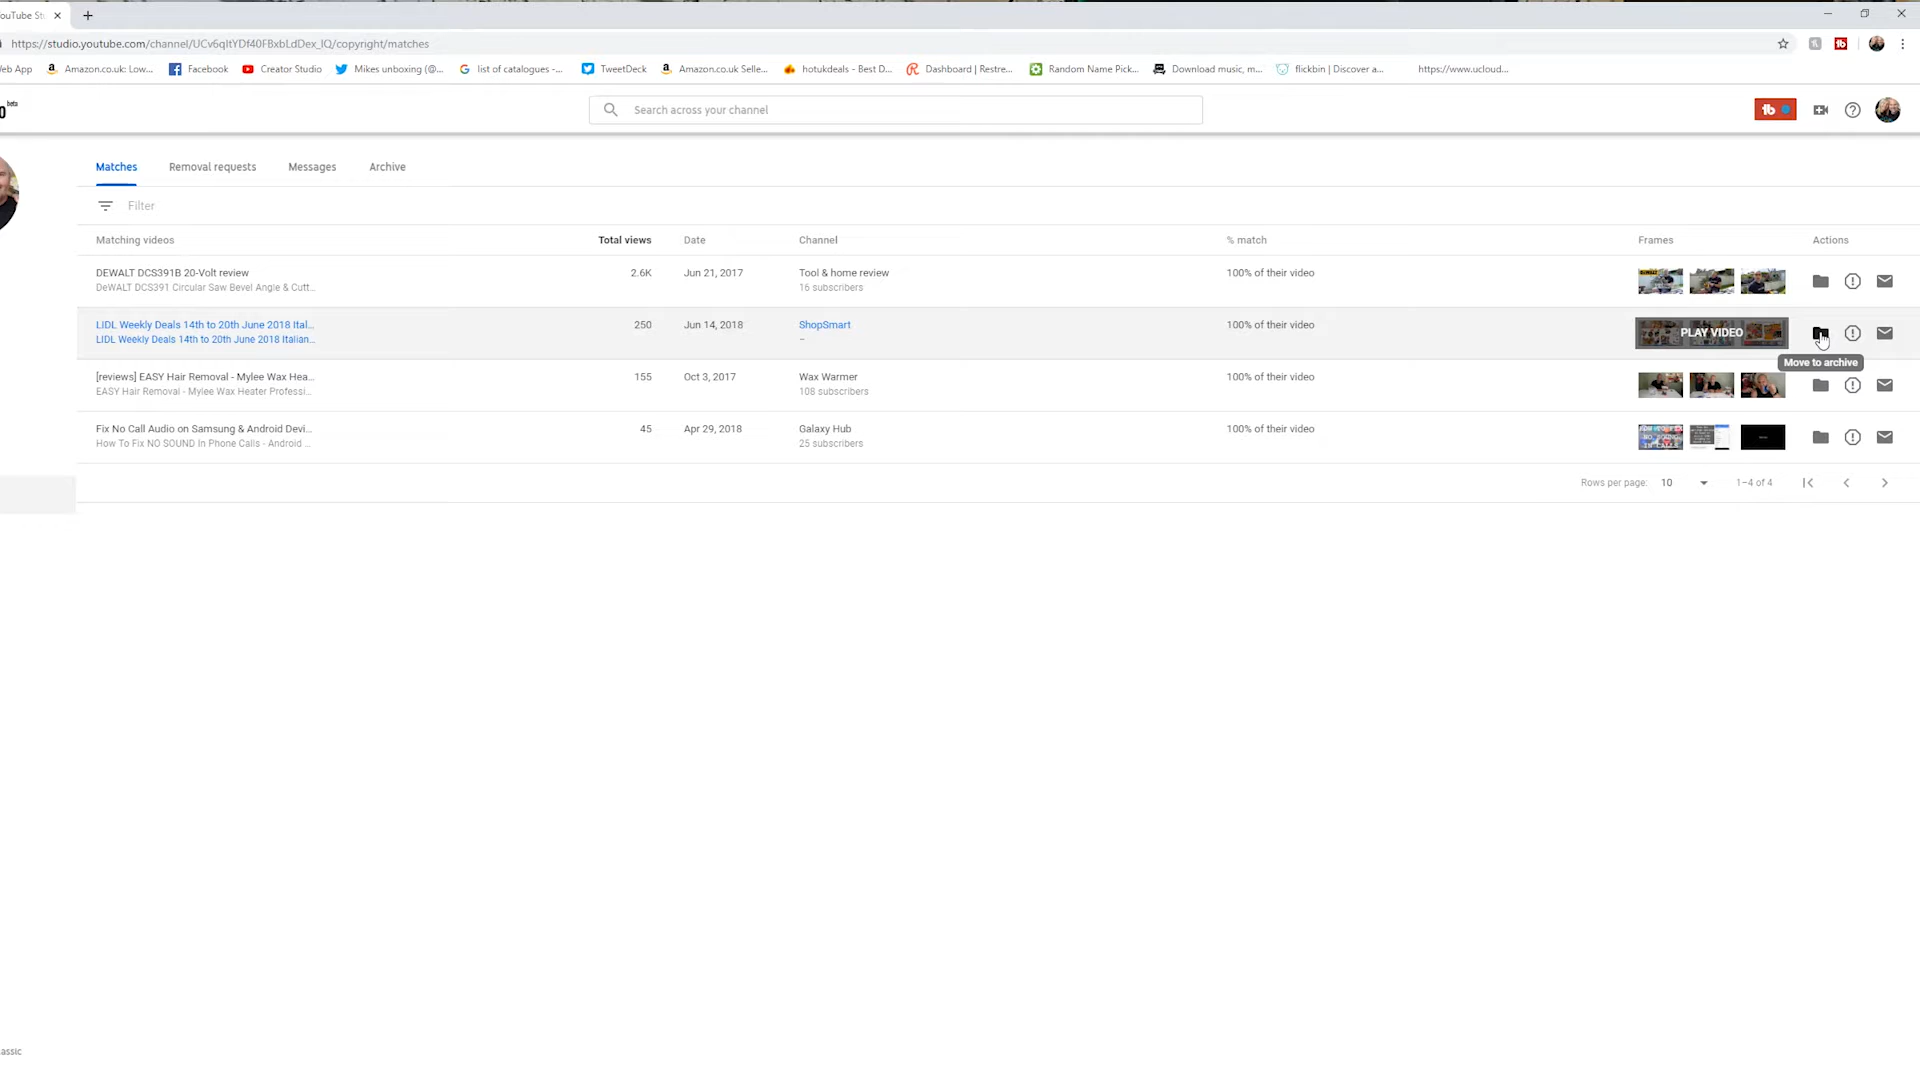 ouTube St
https://studio.youtube.com/channel/UCv6qItYDf40FBxbLdDex_IQ/copyright/matches
eb App Amazon.co.uk: Low... Facebook Creator Studio Mikes unboxing (@... list of catalogues -... TweetDeck Amazon.co.uk Selle... hotukdeals - Best D... Dashboard | Restre... Random Name Pick... Download music, m... flickbin | Discover a... https://www.ucloud...
o beta
Search across your channel
tb
Matches Removal requests Messages Archive
Filter
Matching videos Total views Date Channel % match Frames Actions
DEWALT DCS391B 20-Volt review 2.6K Jun 21, 2017 Tool & home review 100% of their video
DeWALT DCS391 Circular Saw Bevel Angle & Cutt... 16 subscribers
LIDL Weekly Deals 14th to 20th June 2018 Ital... 250 Jun 14, 2018 ShopSmart 100% of their video PLAY VIDEO
LIDL Weekly Deals 14th to 20th June 2018 Italian... –
Move to archive
[reviews] EASY Hair Removal - Mylee Wax Hea... 155 Oct 3, 2017 Wax Warmer 100% of their video
EASY Hair Removal - Mylee Wax Heater Professi... 108 subscribers
Fix No Call Audio on Samsung & Android Devi... 45 Apr 29, 2018 Galaxy Hub 100% of their video
How To Fix NO SOUND In Phone Calls - Android ... 25 subscribers
NO SOUND
IN CALLS
Rows per page: 10 1–4 of 4
assic